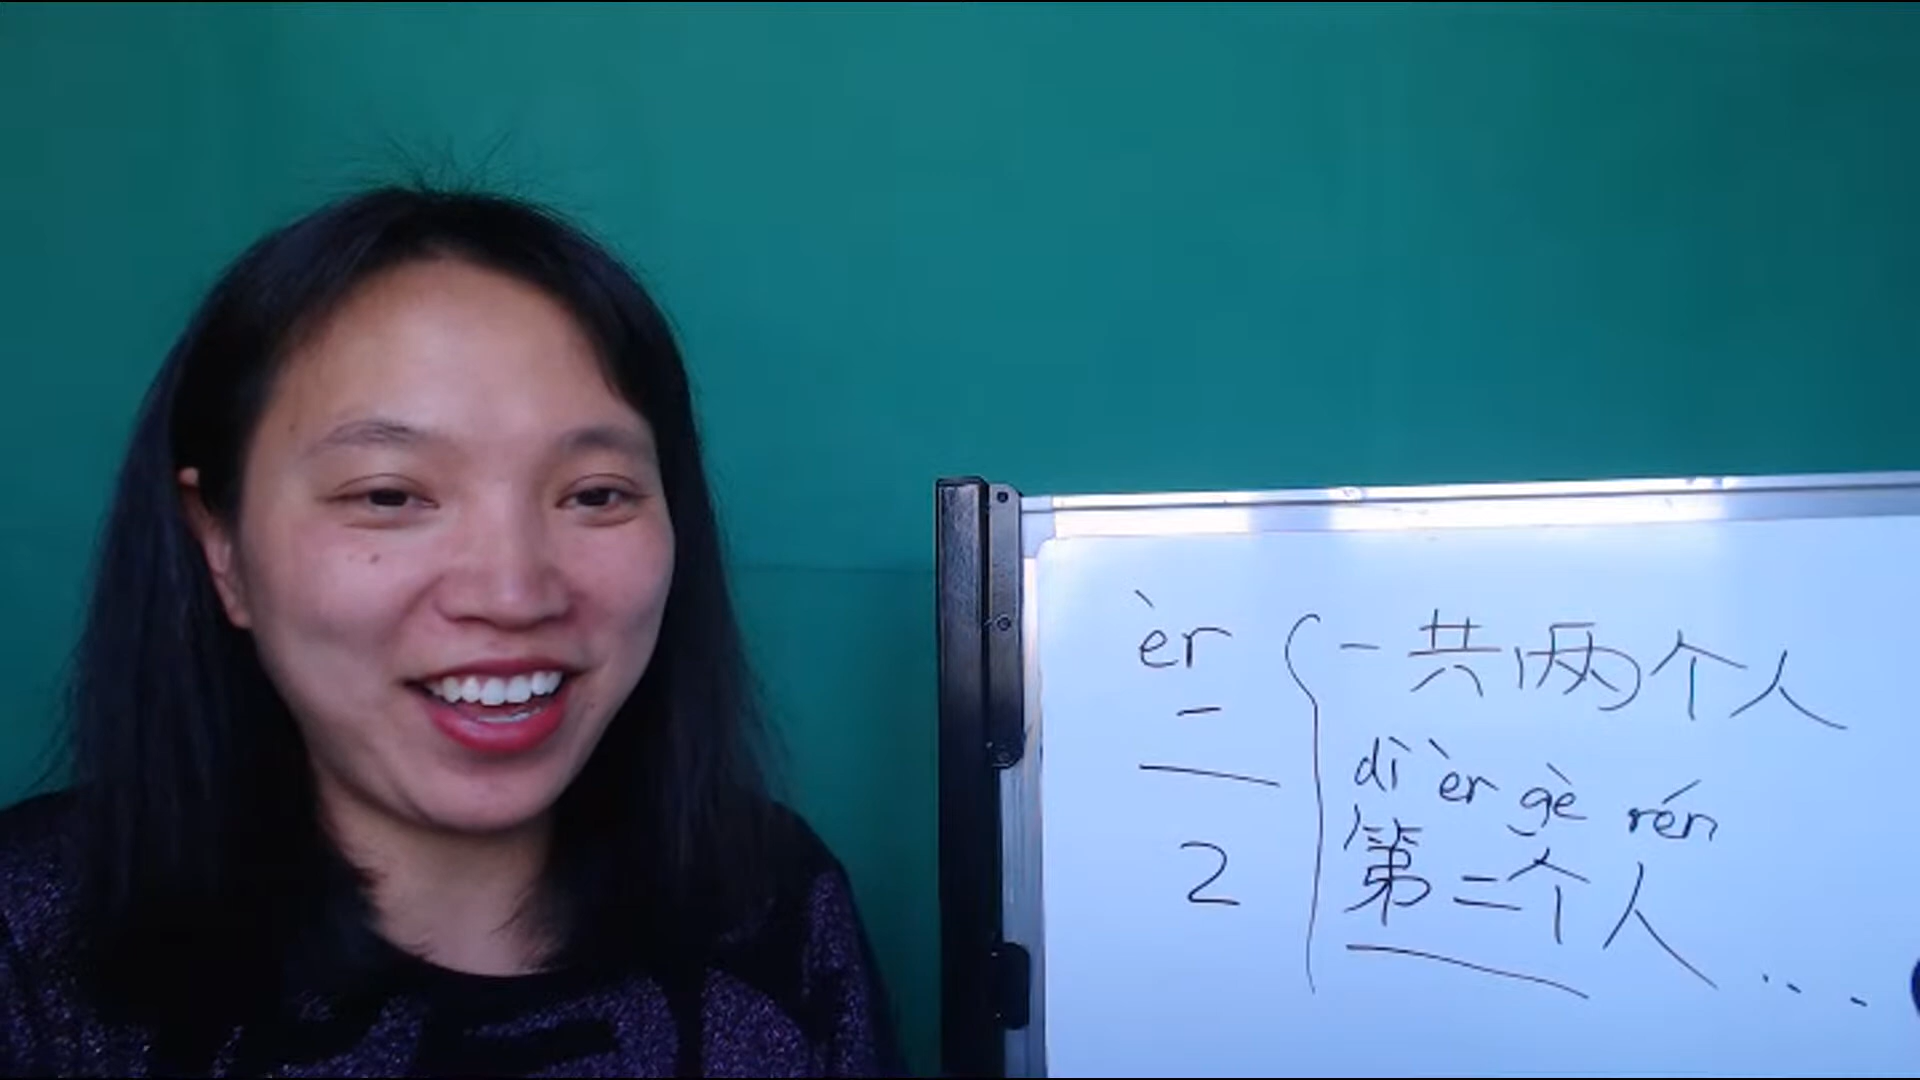 èr
二
2
一共两个人
dì èr gè rén
第二个人...